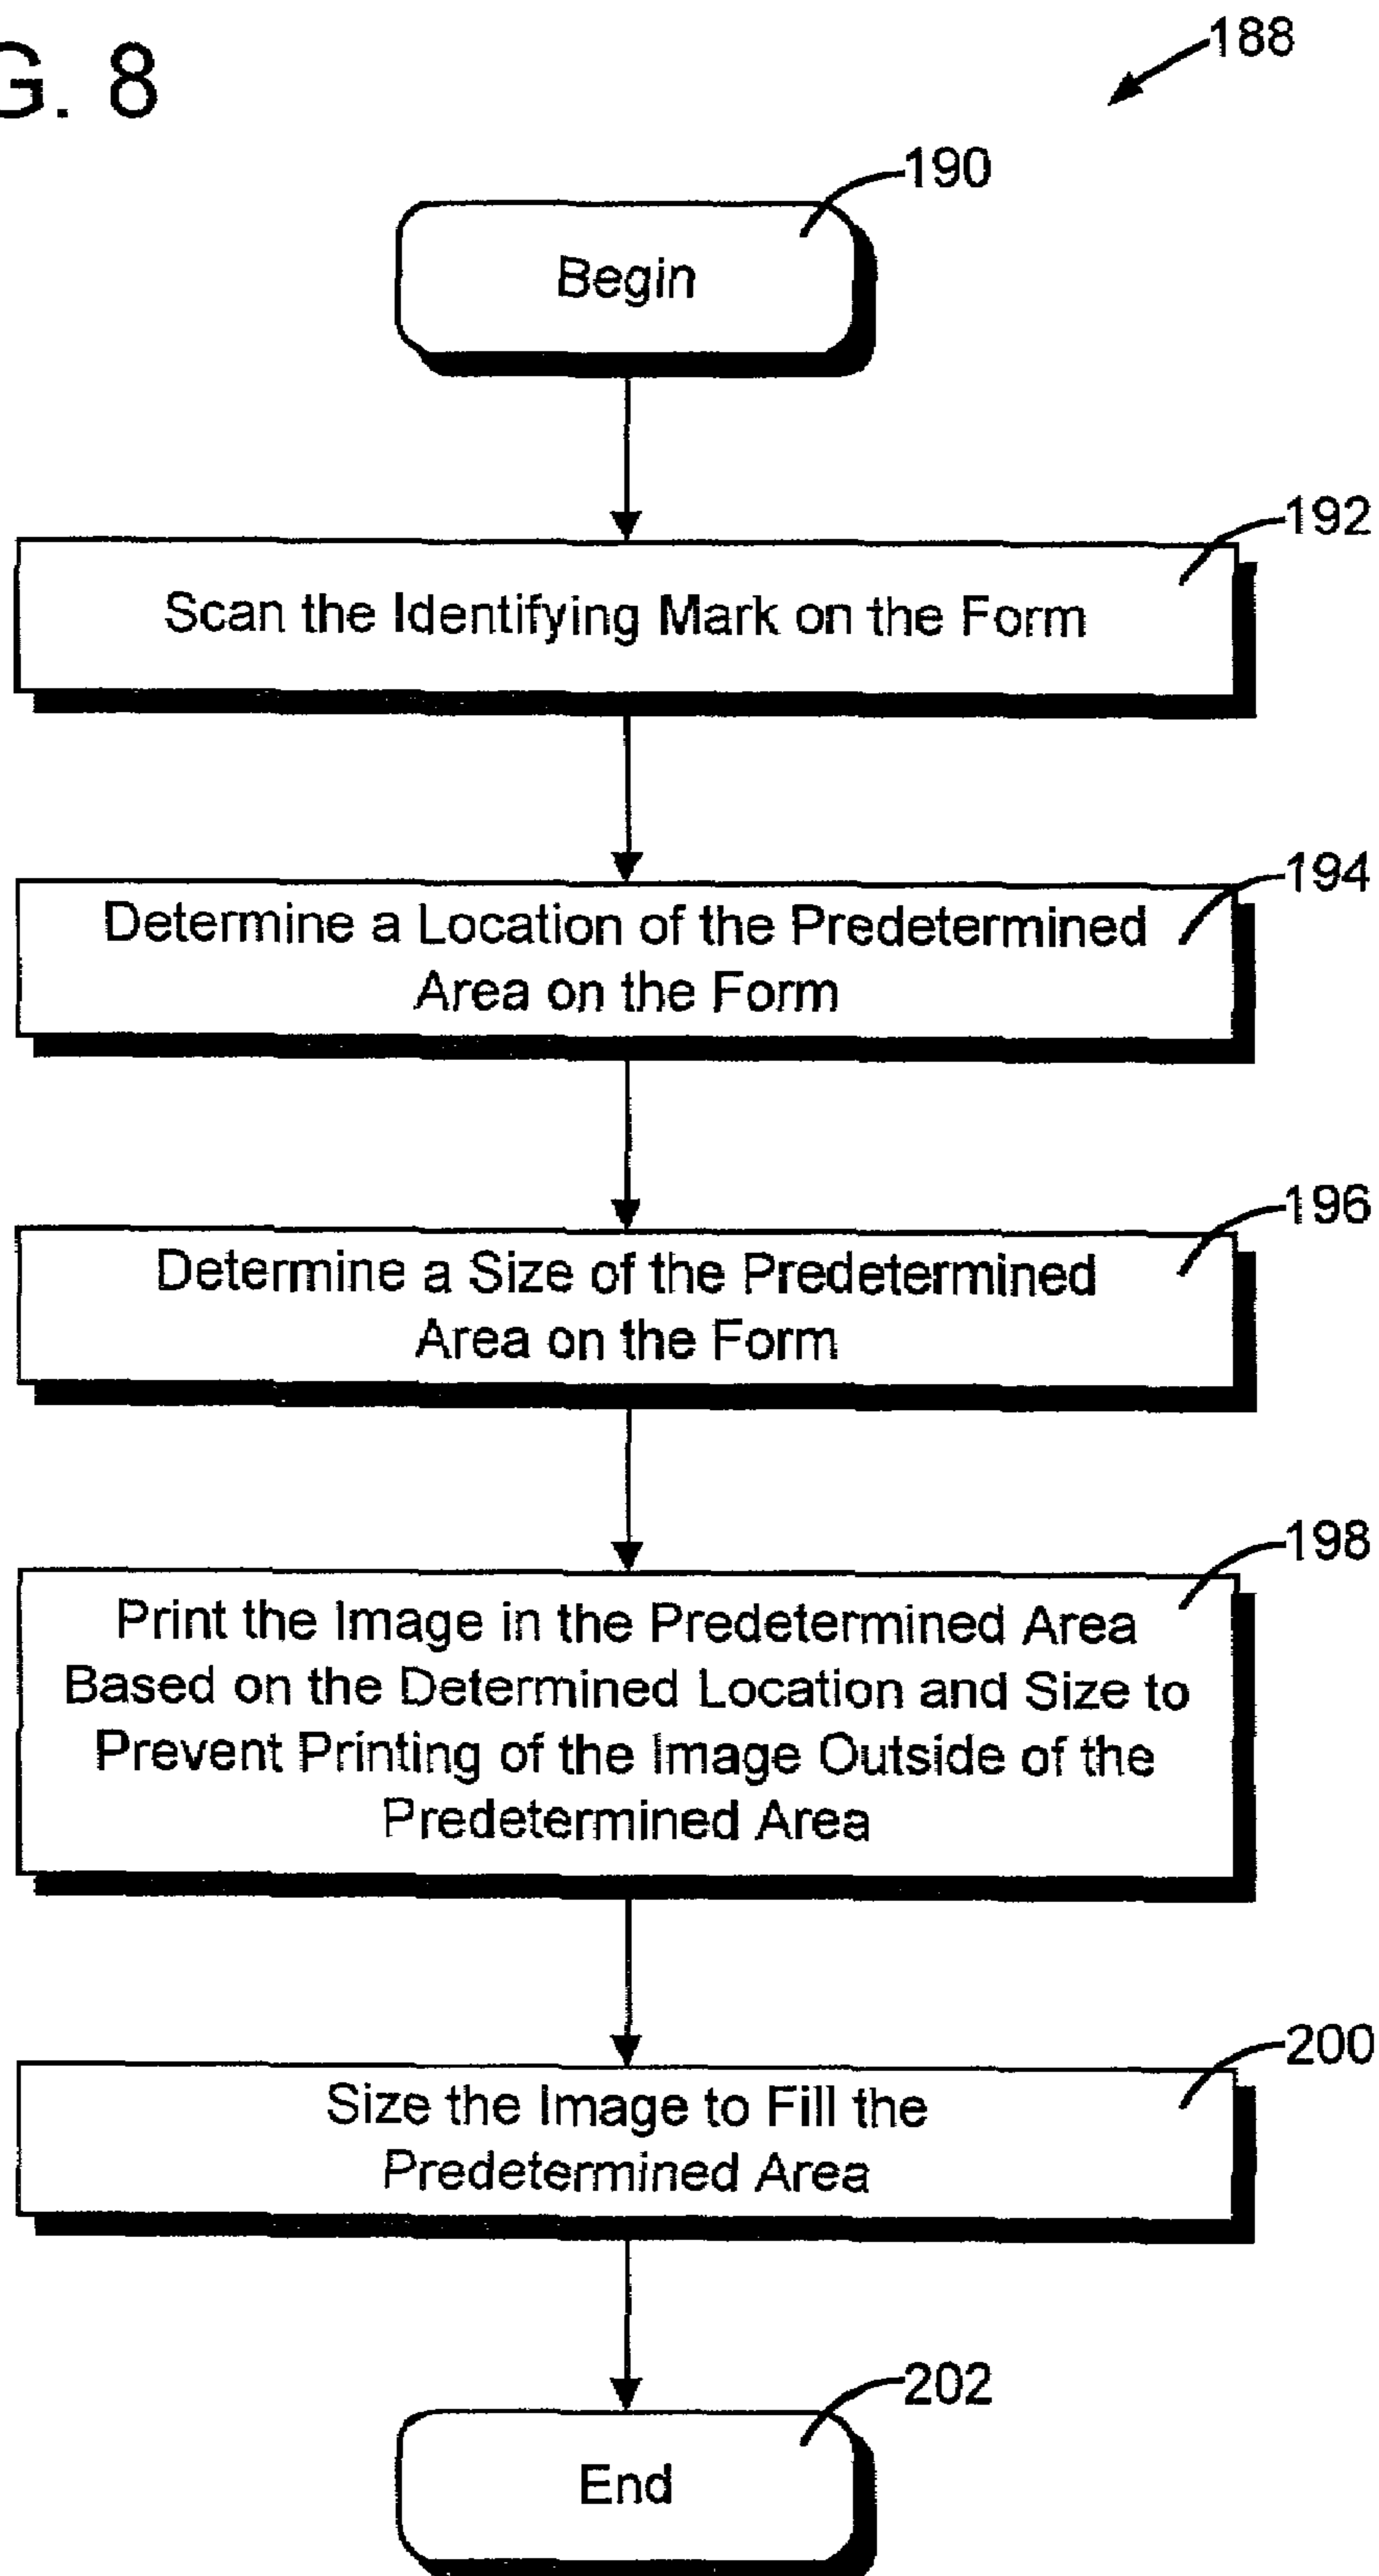 G. 8
188
190
Begin
192
Scan the Identifying Mark on the Form
194
Determine a Location of the Predetermined
Area on the Form
196
Determine a Size of the Predetermined
Area on the Form
198
Print the Image in the Predetermined Area
Based on the Determined Location and Size to
Prevent Printing of the Image Outside of the
Predetermined Area
200
Size the Image to Fill the
Predetermined Area
202
End